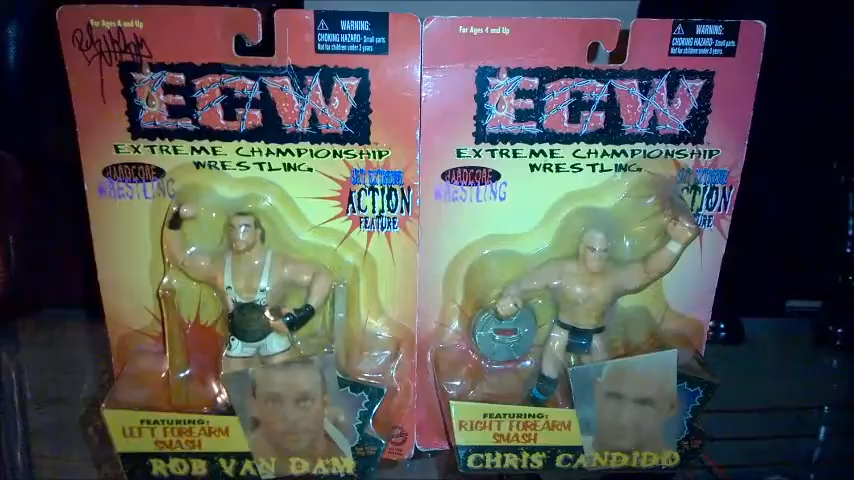 For Ages 4 and Up
WARNING:
CHOKING HAZARD- Small parts.
Not for children under 3 years.
ECW
EXTREME CHAMPIONSHIP
WRESTLING
HARDCORE
WRESTLING
ACTION
FEATURE
FEATURING:
LEFT FOREARM
SMASH
ROB VAN DAM
For Ages 4 and Up
WARNING:
CHOKING HAZARD- Small parts.
Not for children under 3 years.
ECW
EXTREME CHAMPIONSHIP
WRESTLING
HARDCORE
WRESTLING
ACTION
FEATURING:
RIGHT FOREARM
SMASH
CHRIS CANDIDO